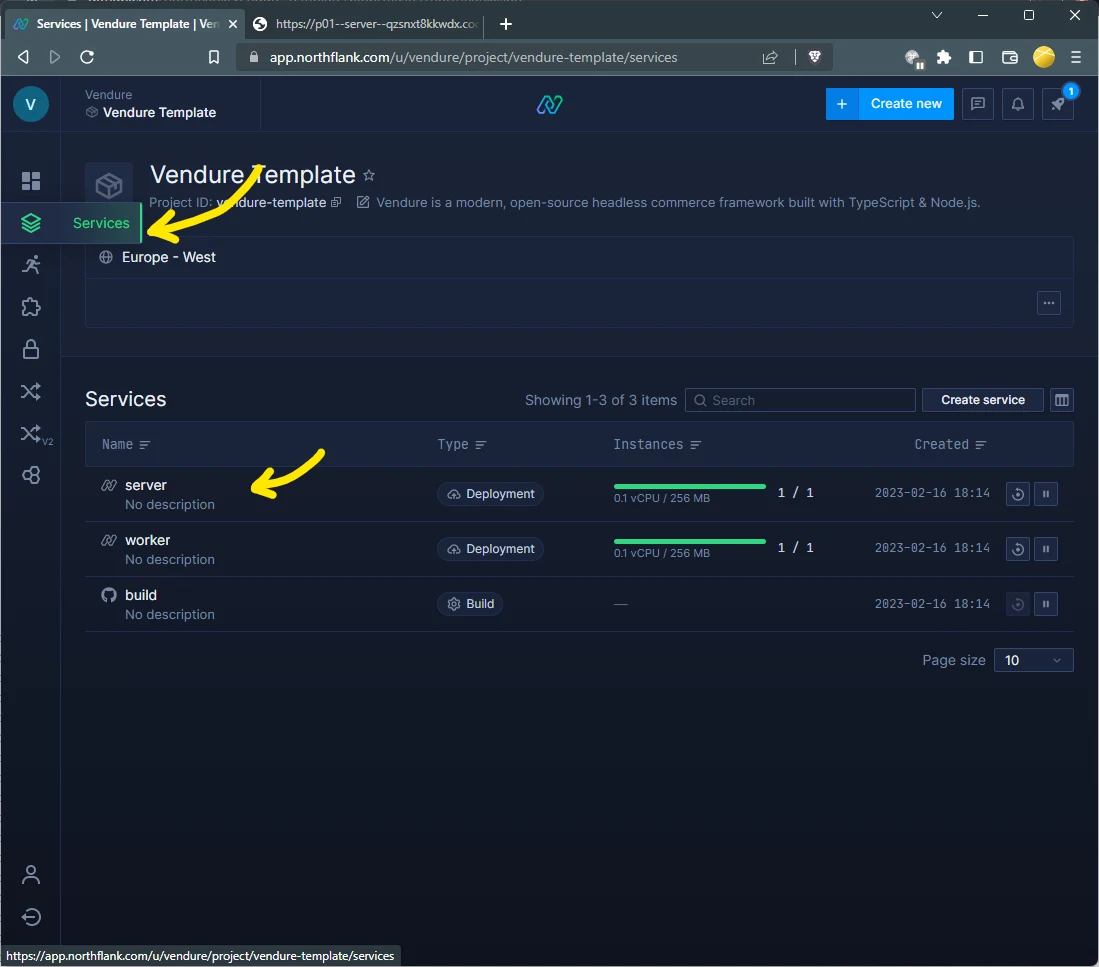 Services | Vendure Template | Ven
https://p01--server--qzsnxt8kkwdx.co
app.northflank.com/u/vendure/project/vendure-template/services
V
Vendure
Vendure Template
Create new
1
Vendure Template
Project ID: vendure-template
Vendure is a modern, open-source headless commerce framework built with TypeScript & Node.js.
Services
Europe - West
Services
Showing 1-3 of 3 items
Search
Create service
Name
Type
Instances
Created
V2
server
No description
Deployment
0.1 vCPU / 256 MB
1 / 1
2023-02-16 18:14
worker
No description
Deployment
0.1 vCPU / 256 MB
1 / 1
2023-02-16 18:14
build
No description
Build
—
2023-02-16 18:14
Page size
10
https://app.northflank.com/u/vendure/project/vendure-template/services